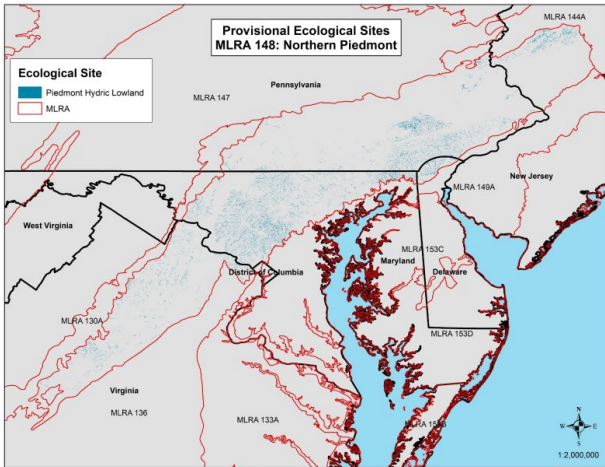 Provisional Ecological Sites
MLRA 148: Northern Piedmont
MLRA 144A
Ecological Site
Piedmont Hydric Lowland
MLRA
Pennsylvania
MLRA 147
New Jersey
MLRA 149A
West Virginia
MLRA 153C
Maryland
Delaware
District of Columbia
MLRA 130A
MLRA 153D
Virginia
MLRA 136
MLRA 133A
N
W
E
S
1:2,000,000